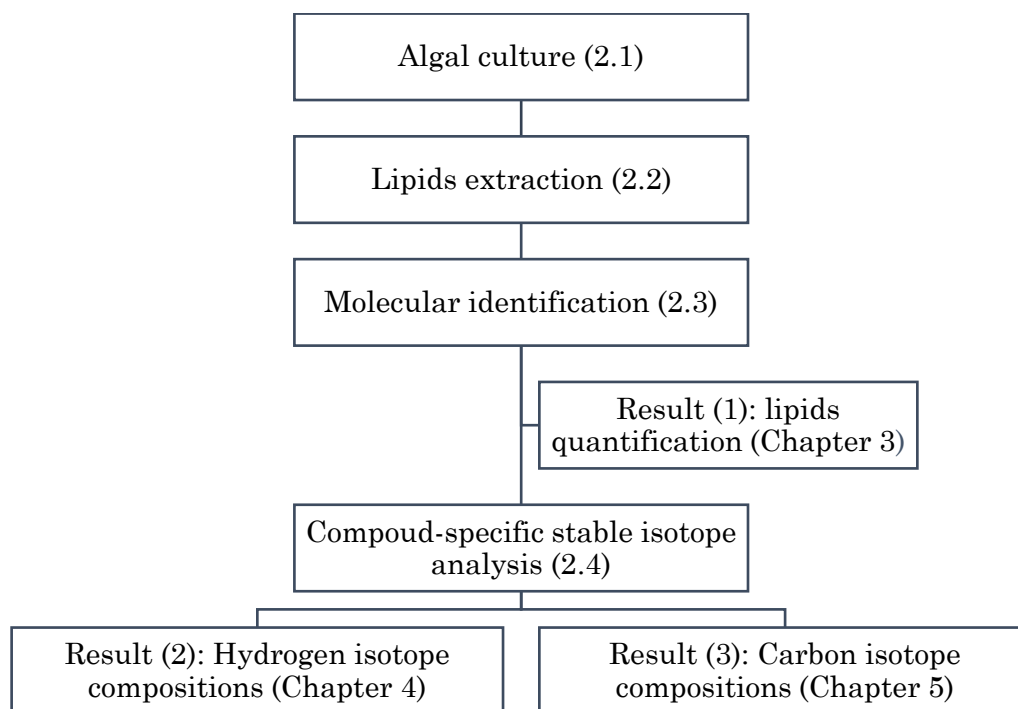 Algal culture (2.1)
Lipids extraction (2.2)
Molecular identification (2.3)
Result (1): lipids
quantification (Chapter 3)
Compoud-specific stable isotope
analysis (2.4)
Result (2): Hydrogen isotope
compositions (Chapter 4)
Result (3): Carbon isotope
compositions (Chapter 5)